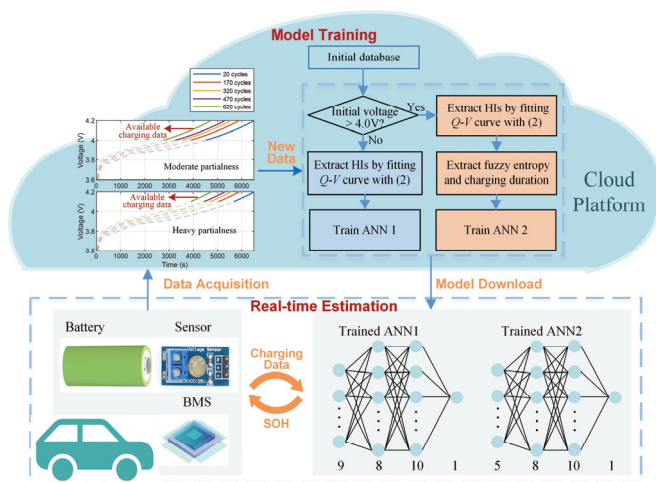 Model Training
Initial database
20 cycles
170 cycles
320 cycles
470 cycles
620 cycles
Available
charging data
Voltage (V)
4.2
4
3.8
3.6
0 1000 2000 3000 4000 5000 6000
Moderate partialness
Available
charging data
Voltage (V)
4.2
4
3.8
3.6
0 1000 2000 3000 4000 5000 6000
Heavy partialness
Time (s)
New
Data
Initial voltage
> 4.0V?
Yes
No
Extract HIs by fitting
Q-V curve with (2)
Train ANN 1
Extract HIs by fitting
Q-V curve with (2)
Extract fuzzy entropy
and charging duration
Train ANN 2
Cloud
Platform
Data Acquisition
Model Download
Real-time Estimation
Battery
Sensor
Voltage Sensor
BMS
Charging
Data
SOH
Trained ANN1
9 8 10 1
Trained ANN2
5 8 10 1